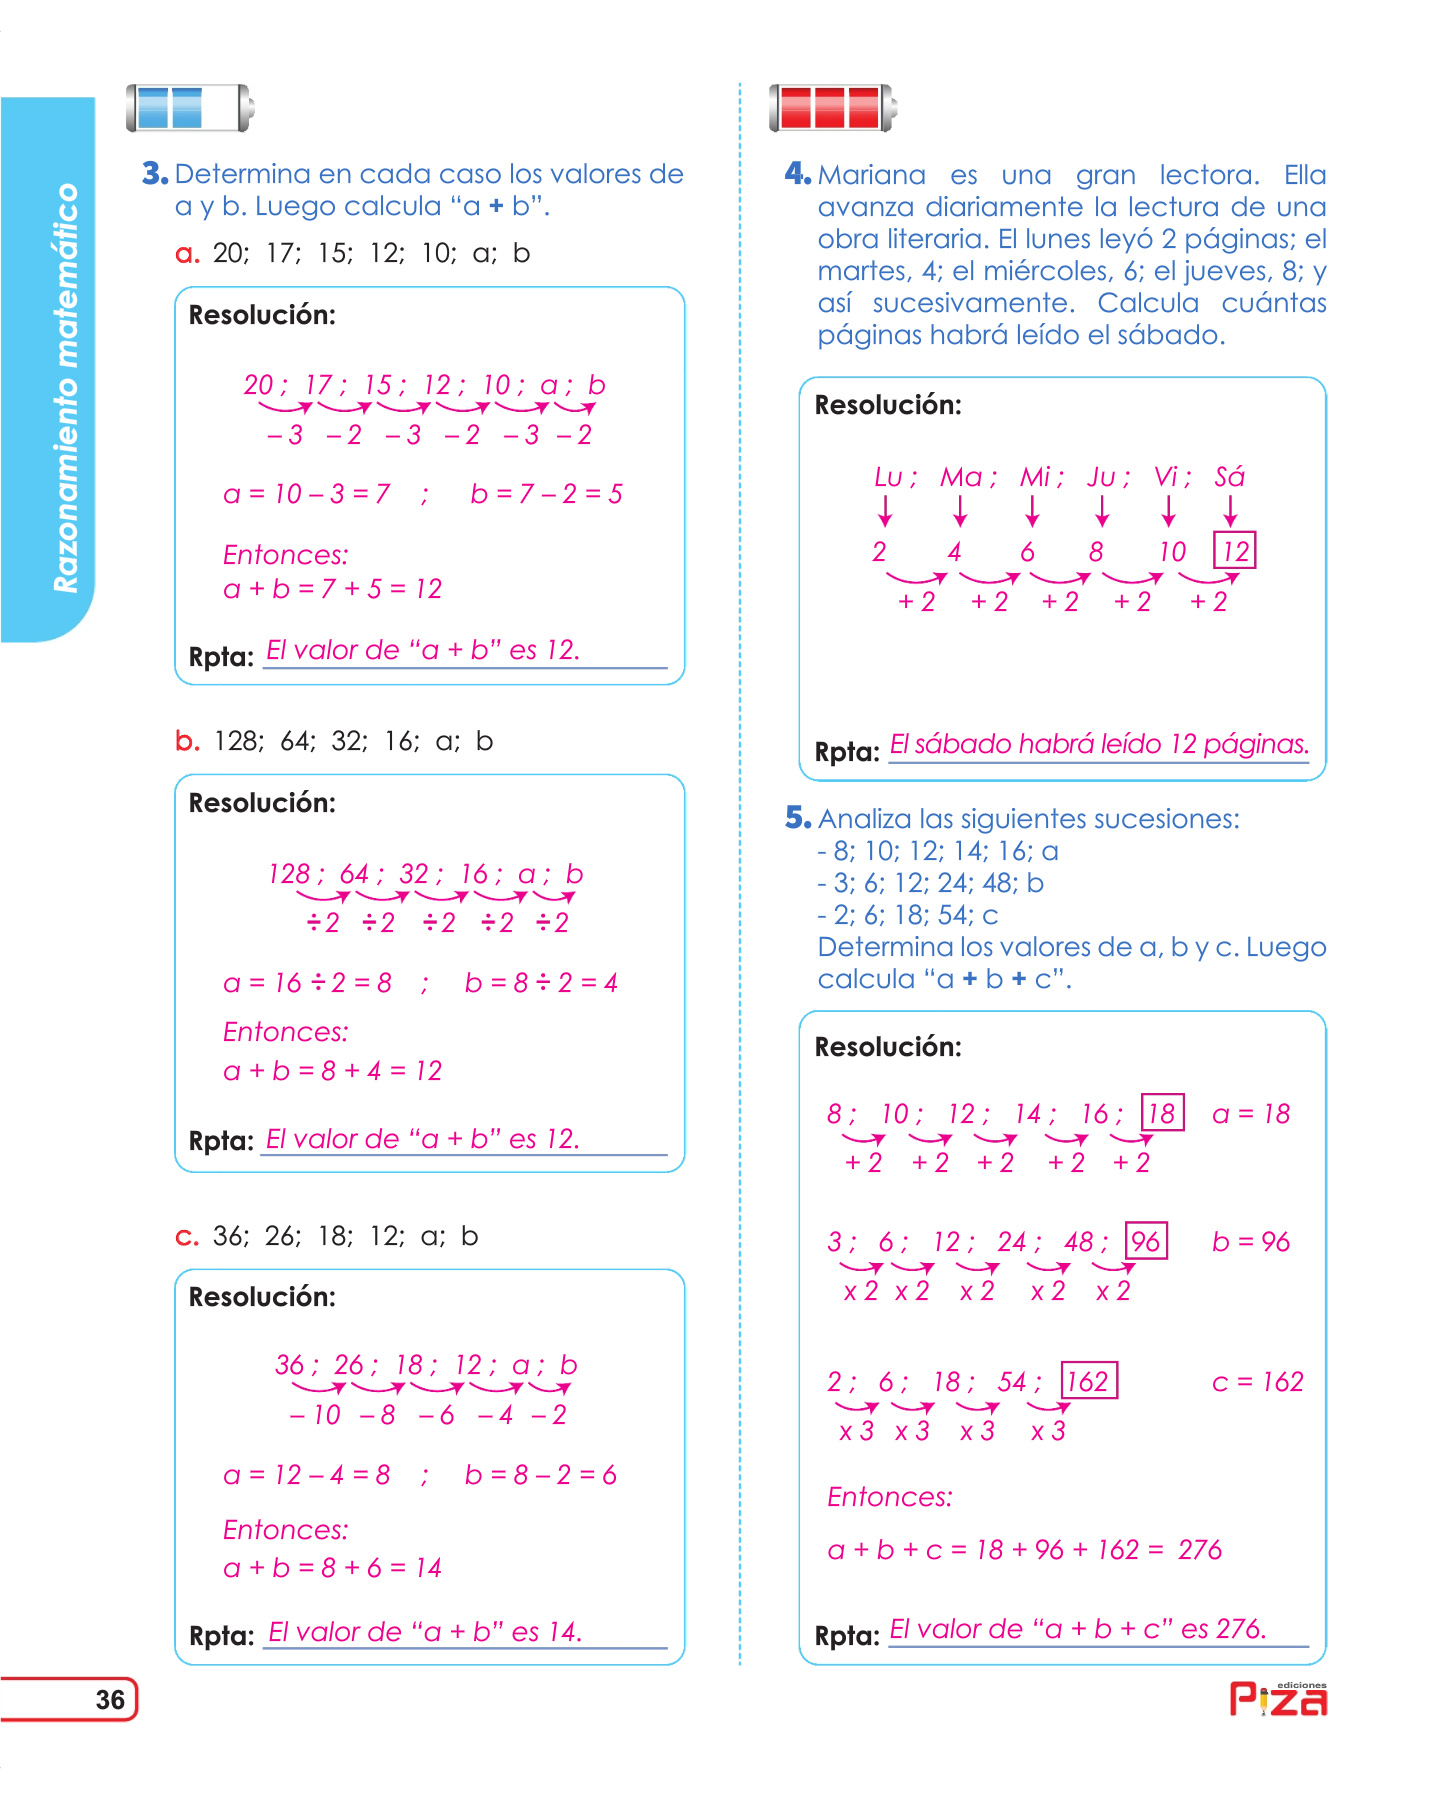 Razonamiento matemático
3. Determina en cada caso los valores de
a y b. Luego calcula “a + b”.
a. 20; 17; 15; 12; 10; a; b
Resolución:
20 ; 17 ; 15 ; 12 ; 10 ; a ; b
– 3 – 2 – 3 – 2 – 3 – 2
a = 10 – 3 = 7 ; b = 7 – 2 = 5
Entonces:
a + b = 7 + 5 = 12
Rpta: El valor de “a + b” es 12.
b. 128; 64; 32; 16; a; b
Resolución:
128 ; 64 ; 32 ; 16 ; a ; b
÷2 ÷2 ÷2 ÷2 ÷2
a = 16 ÷ 2 = 8 ; b = 8 ÷ 2 = 4
Entonces:
a + b = 8 + 4 = 12
Rpta: El valor de “a + b” es 12.
c. 36; 26; 18; 12; a; b
Resolución:
36 ; 26 ; 18 ; 12 ; a ; b
– 10 – 8 – 6 – 4 – 2
a = 12 – 4 = 8 ; b = 8 – 2 = 6
Entonces:
a + b = 8 + 6 = 14
Rpta: El valor de “a + b” es 14.
4. Mariana es una gran lectora. Ella
avanza diariamente la lectura de una
obra literaria. El lunes leyó 2 páginas; el
martes, 4; el miércoles, 6; el jueves, 8; y
así sucesivamente. Calcula cuántas
páginas habrá leído el sábado.
Resolución:
Lu ; Ma ; Mi ; Ju ; Vi ; Sá
2 4 6 8 10 12
+ 2 + 2 + 2 + 2 + 2
Rpta: El sábado habrá leído 12 páginas.
5. Analiza las siguientes sucesiones:
- 8; 10; 12; 14; 16; a
- 3; 6; 12; 24; 48; b
- 2; 6; 18; 54; c
Determina los valores de a, b y c. Luego
calcula “a + b + c”.
Resolución:
8 ; 10 ; 12 ; 14 ; 16 ; 18 a = 18
+ 2 + 2 + 2 + 2 + 2
3 ; 6 ; 12 ; 24 ; 48 ; 96 b = 96
x 2 x 2 x 2 x 2 x 2
2 ; 6 ; 18 ; 54 ; 162 c = 162
x 3 x 3 x 3 x 3
Entonces:
a + b + c = 18 + 96 + 162 = 276
Rpta: El valor de “a + b + c” es 276.
36
ediciones
Piza